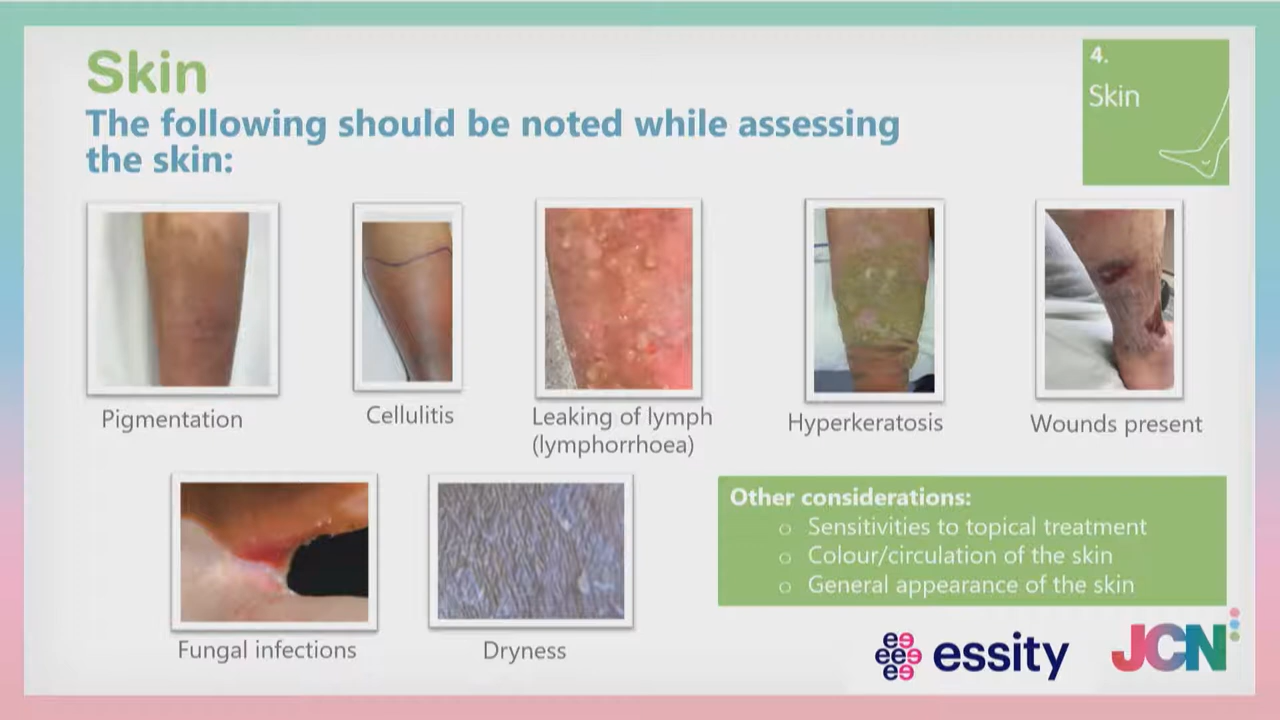 Skin
The following should be noted while assessing
the skin:
4.
Skin
Pigmentation
Cellulitis
Leaking of lymph
(lymphorrhoea)
Hyperkeratosis
Wounds present
Fungal infections
Dryness
Other considerations:
o Sensitivities to topical treatment
o Colour/circulation of the skin
o General appearance of the skin
essity
JCN